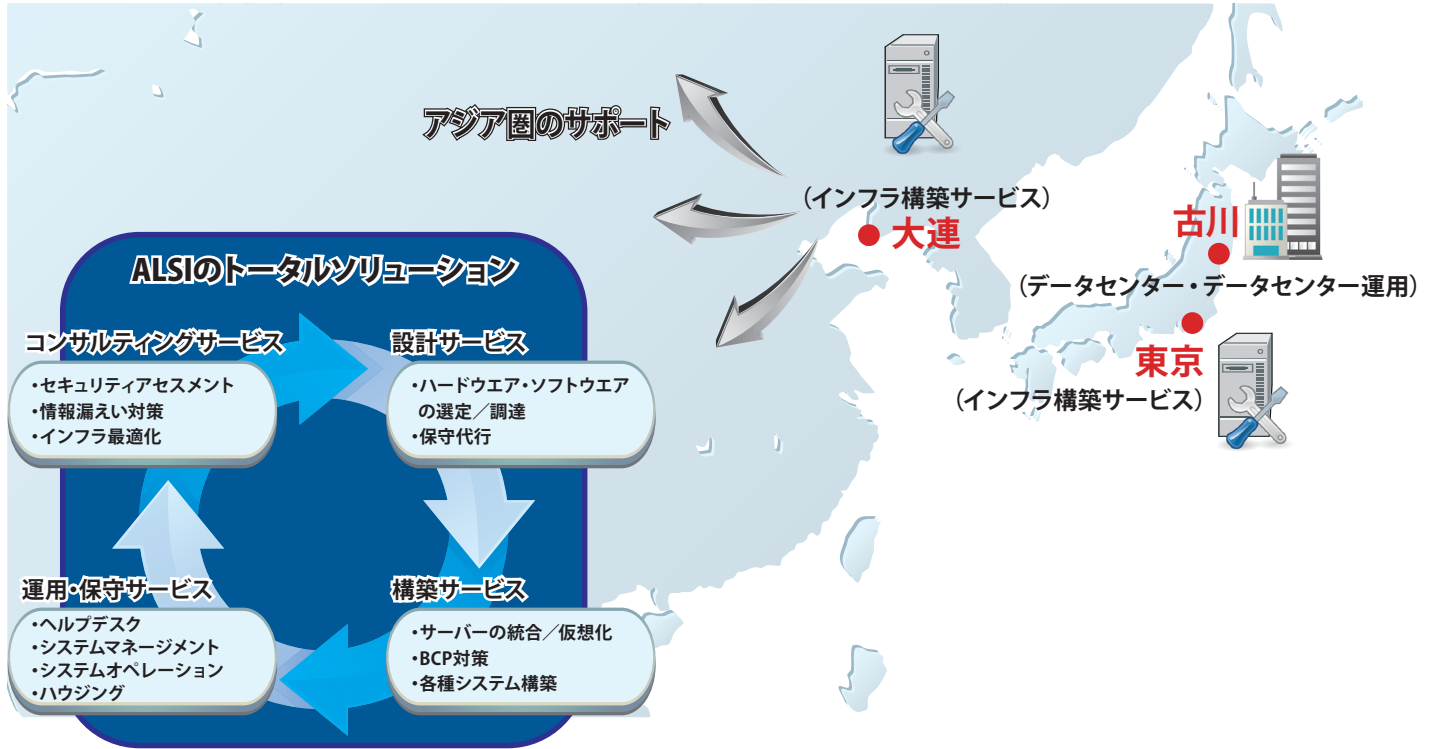 アジア圏のサポート
(インフラ構築サービス)
大連
古川
(データセンター・データセンター運用)
東京
(インフラ構築サービス)
ALSIのトータルソリューション
コンサルティングサービス
・セキュリティアセスメント
・情報漏えい対策
・インフラ最適化
設計サービス
・ハードウエア・ソフトウエア
の選定／調達
・保守代行
運用・保守サービス
・ヘルプデスク
・システムマネージメント
・システムオペレーション
・ハウジング
構築サービス
・サーバーの統合／仮想化
・BCP対策
・各種システム構築